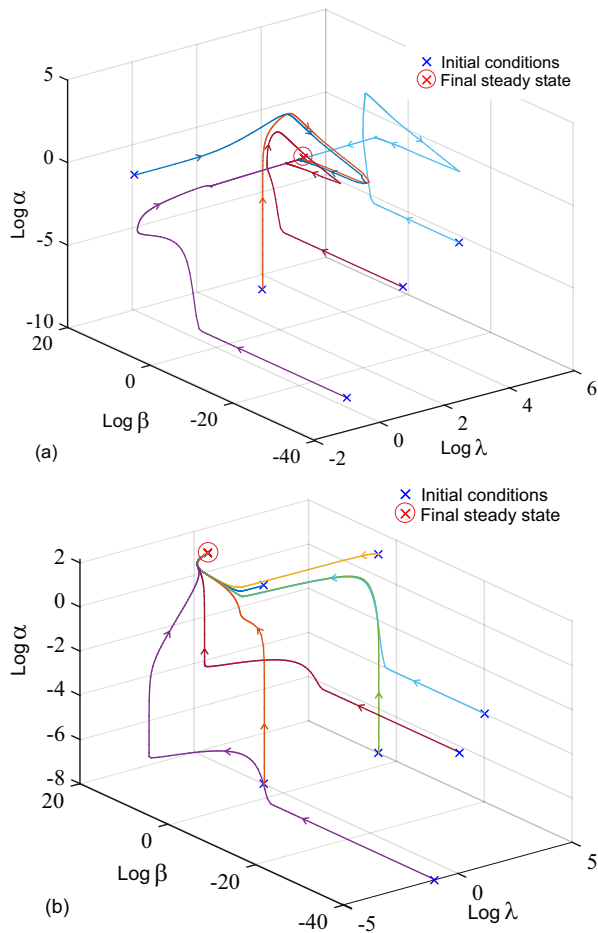 5
Initial conditions
Final steady state
0
Log α
-5
-10
20
6
0
4
Log β
-20
2
Log λ
0
(a)
-40
-2
Initial conditions
Final steady state
2
0
-2
Log α
-4
-6
-8
20
0
5
Log β
-20
0
Log λ
(b)
-40
-5